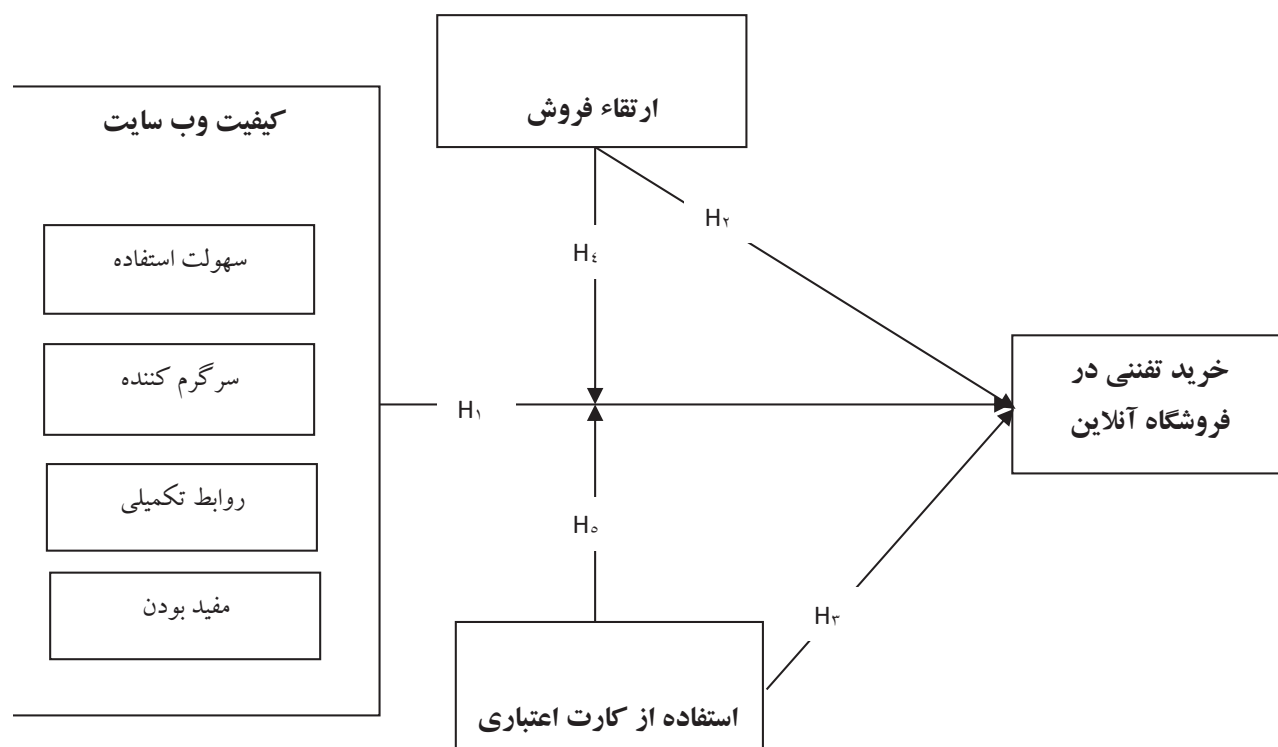 ارتقاء فروش
کیفیت وب سایت
سهولت استفاده
سرگرم کننده
روابط تکمیلی
مفید بودن
H۲
H٤
H۱
H٥
H۳
خرید تفننی در
فروشگاه آنلاین
استفاده از کارت اعتباری